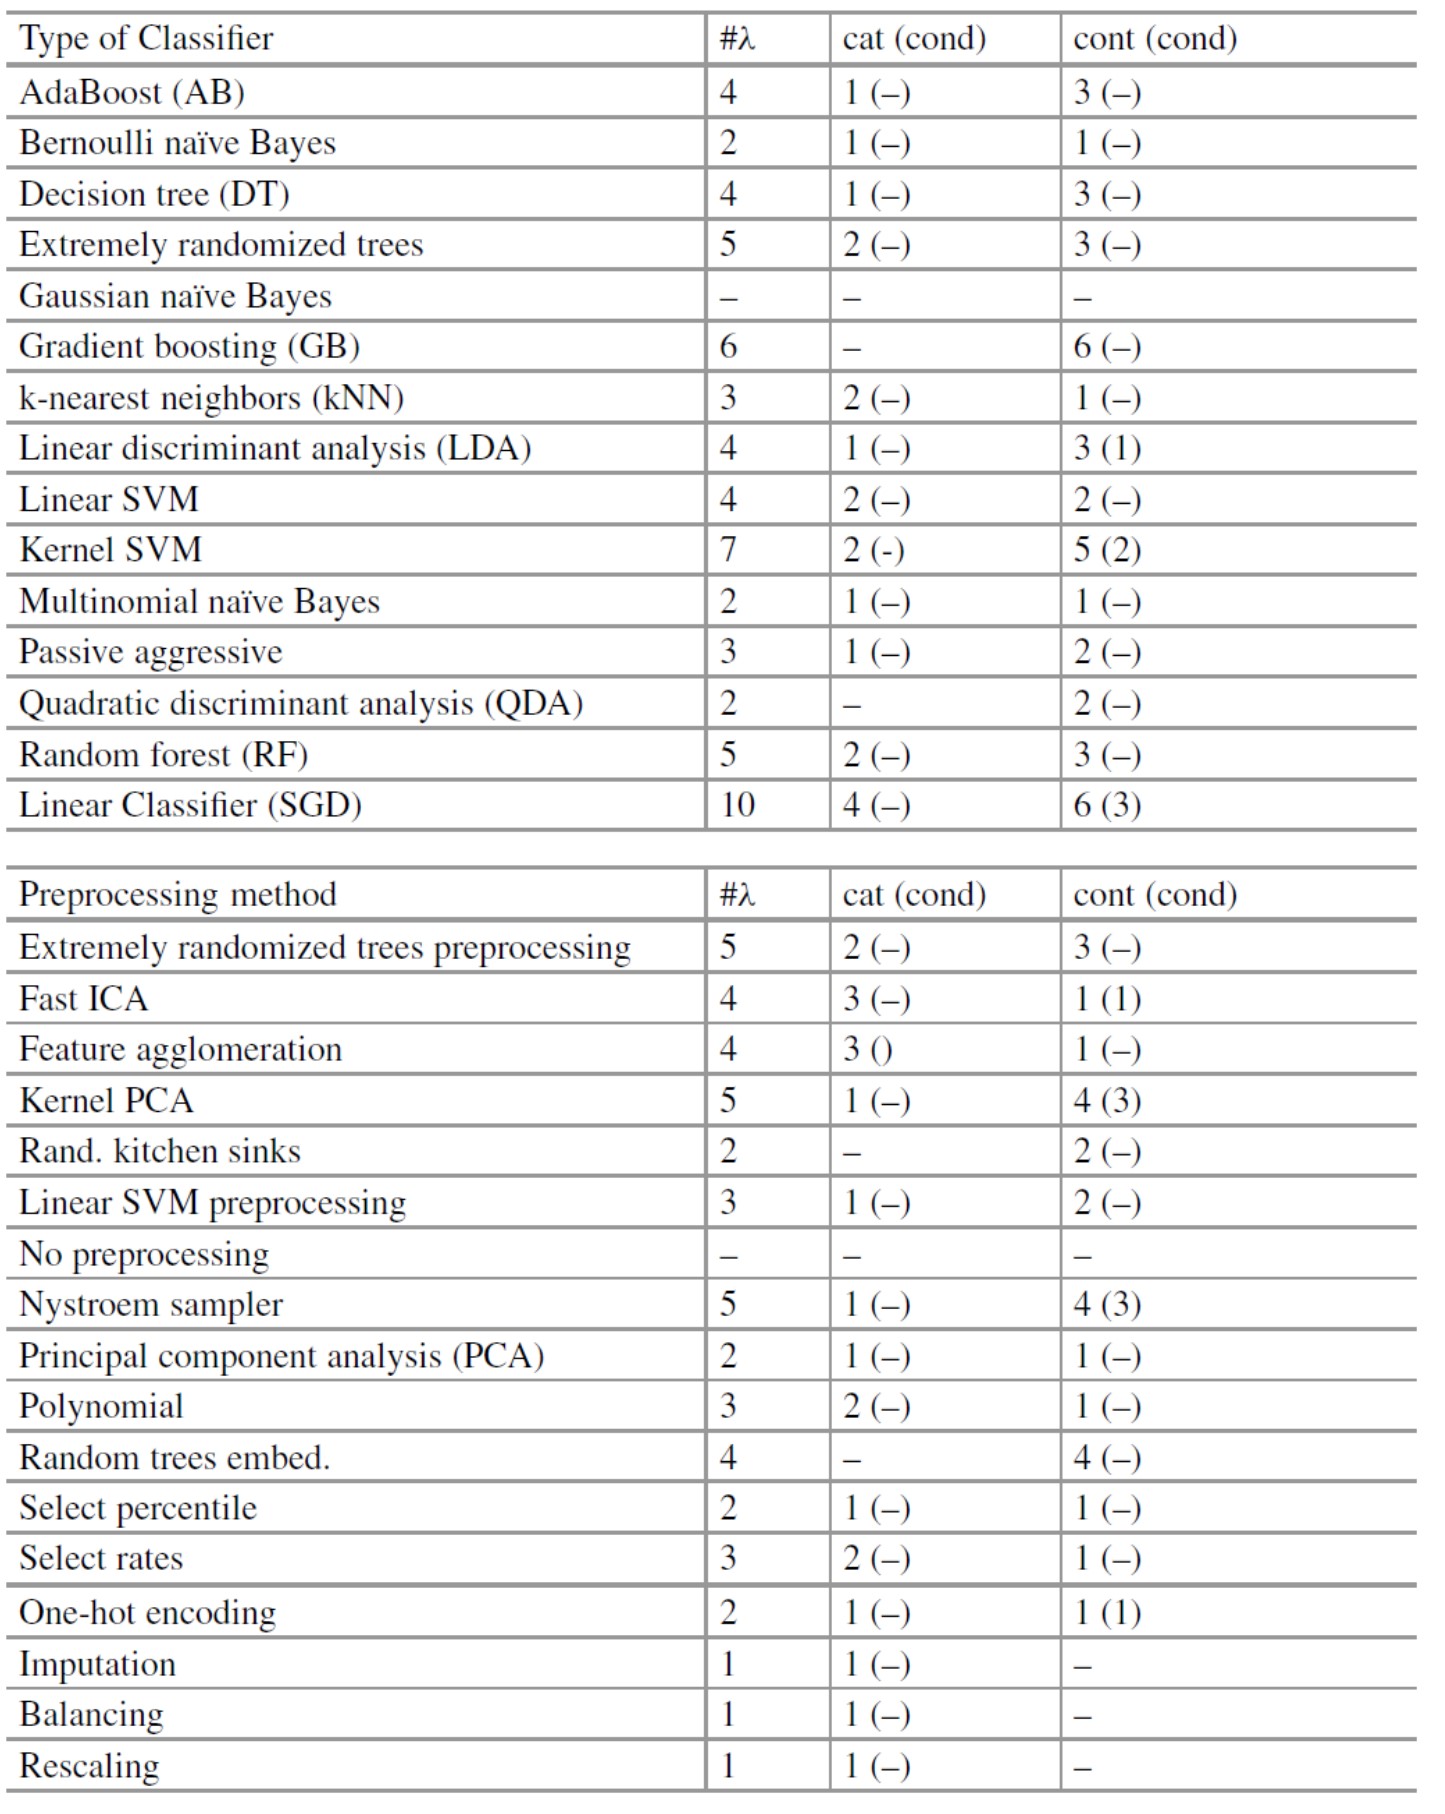 Type of Classifier #λ cat (cond) cont (cond)
AdaBoost (AB) 4 1 (–) 3 (–)
Bernoulli naïve Bayes 2 1 (–) 1 (–)
Decision tree (DT) 4 1 (–) 3 (–)
Extremely randomized trees 5 2 (–) 3 (–)
Gaussian naïve Bayes – – –
Gradient boosting (GB) 6 – 6 (–)
k-nearest neighbors (kNN) 3 2 (–) 1 (–)
Linear discriminant analysis (LDA) 4 1 (–) 3 (1)
Linear SVM 4 2 (–) 2 (–)
Kernel SVM 7 2 (-) 5 (2)
Multinomial naïve Bayes 2 1 (–) 1 (–)
Passive aggressive 3 1 (–) 2 (–)
Quadratic discriminant analysis (QDA) 2 – 2 (–)
Random forest (RF) 5 2 (–) 3 (–)
Linear Classifier (SGD) 10 4 (–) 6 (3)
Preprocessing method #λ cat (cond) cont (cond)
Extremely randomized trees preprocessing 5 2 (–) 3 (–)
Fast ICA 4 3 (–) 1 (1)
Feature agglomeration 4 3 () 1 (–)
Kernel PCA 5 1 (–) 4 (3)
Rand. kitchen sinks 2 – 2 (–)
Linear SVM preprocessing 3 1 (–) 2 (–)
No preprocessing – – –
Nystroem sampler 5 1 (–) 4 (3)
Principal component analysis (PCA) 2 1 (–) 1 (–)
Polynomial 3 2 (–) 1 (–)
Random trees embed. 4 – 4 (–)
Select percentile 2 1 (–) 1 (–)
Select rates 3 2 (–) 1 (–)
One-hot encoding 2 1 (–) 1 (1)
Imputation 1 1 (–) –
Balancing 1 1 (–) –
Rescaling 1 1 (–) –